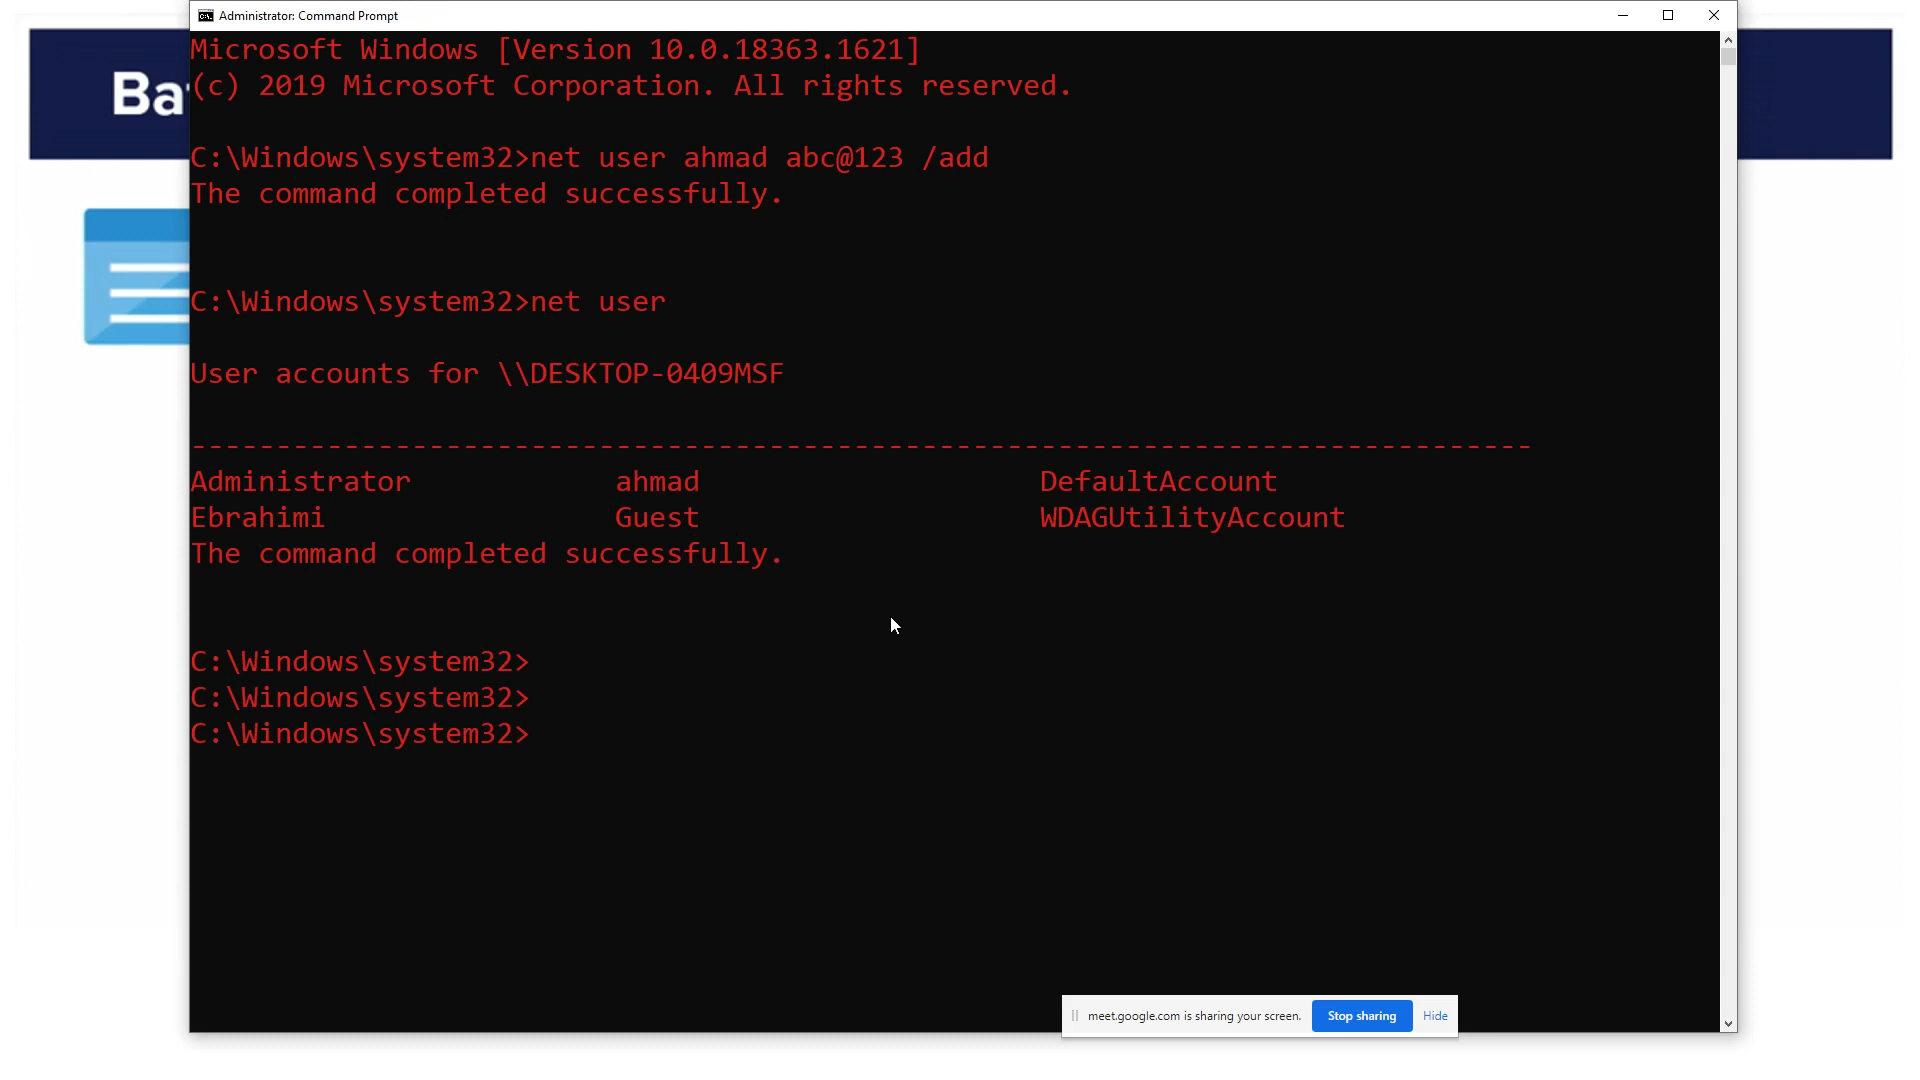 Administrator: Command Prompt
Microsoft Windows [Version 10.0.18363.1621]
(c) 2019 Microsoft Corporation. All rights reserved.
C:\Windows\system32>net user ahmad abc@123 /add
The command completed successfully.
C:\Windows\system32>net user
User accounts for \\DESKTOP-0409MSF
-------------------------------------------------------------------------------
Administrator ahmad DefaultAccount
Ebrahimi Guest WDAGUtilityAccount
The command completed successfully.
C:\Windows\system32>
C:\Windows\system32>
C:\Windows\system32>
meet.google.com is sharing your screen. Stop sharing Hide